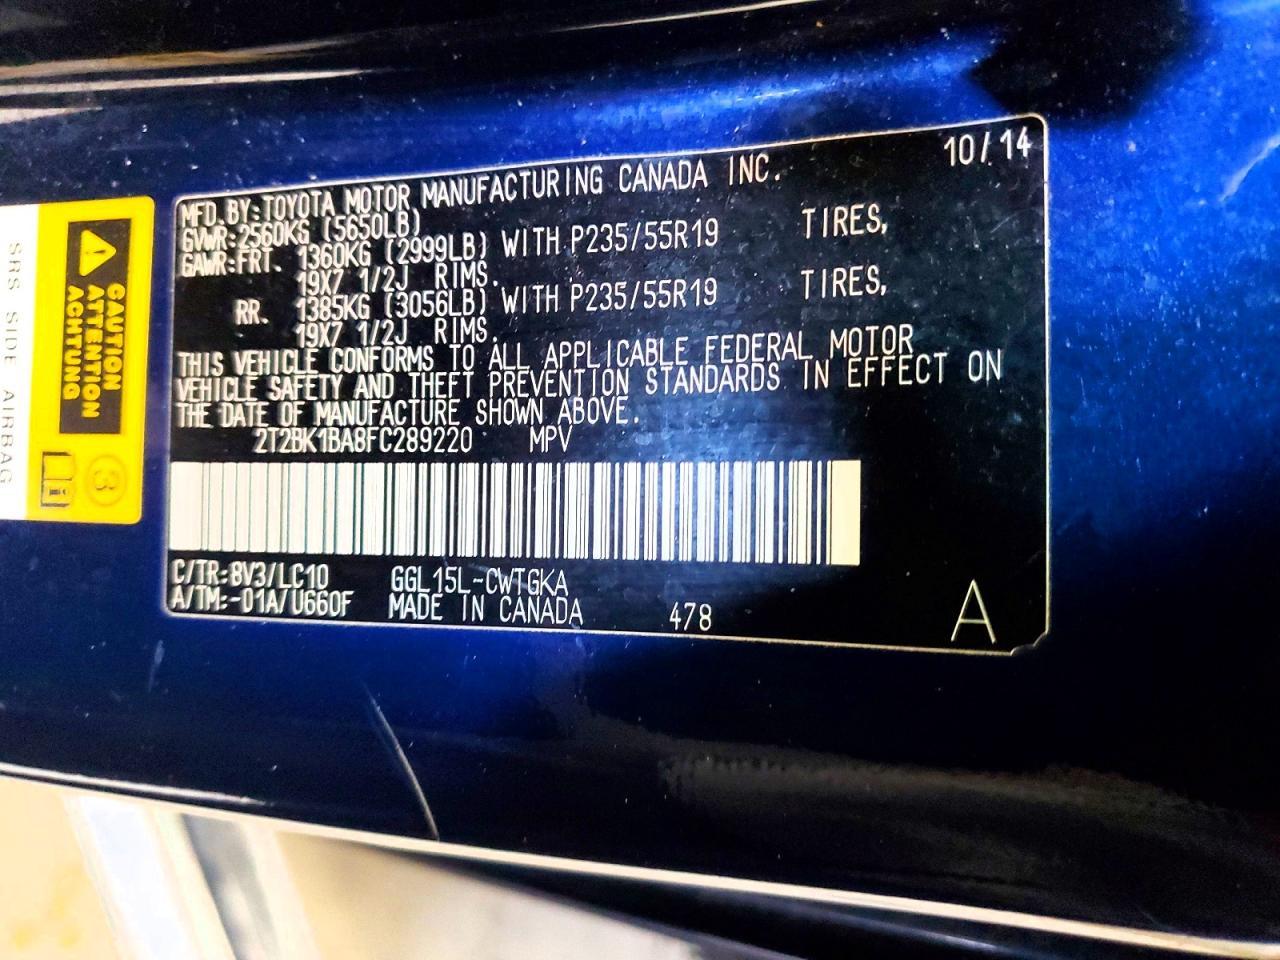 10/14
MFD. BY: TOYOTA MOTOR MANUFACTURING CANADA INC.
GVWR: 2560KG (5650LB)
GAWR: FRT. 1360KG (2999LB) WITH P235/55R19 TIRES,
19X7 1/2J RIMS.
RR. 1385KG (3056LB) WITH P235/55R19 TIRES,
19X7 1/2J RIMS.
THIS VEHICLE CONFORMS TO ALL APPLICABLE FEDERAL MOTOR
VEHICLE SAFETY AND THEFT PREVENTION STANDARDS IN EFFECT ON
THE DATE OF MANUFACTURE SHOWN ABOVE.
2T2BK1BA8FC289220 MPV
C/TR: 8V3/LC10 GGL15L-CWTGKA
A/TM: -01A/U660F MADE IN CANADA 478 A
CAUTION
ATTENTION
ACHTUNG
3
SRS SIDE AIRBAG